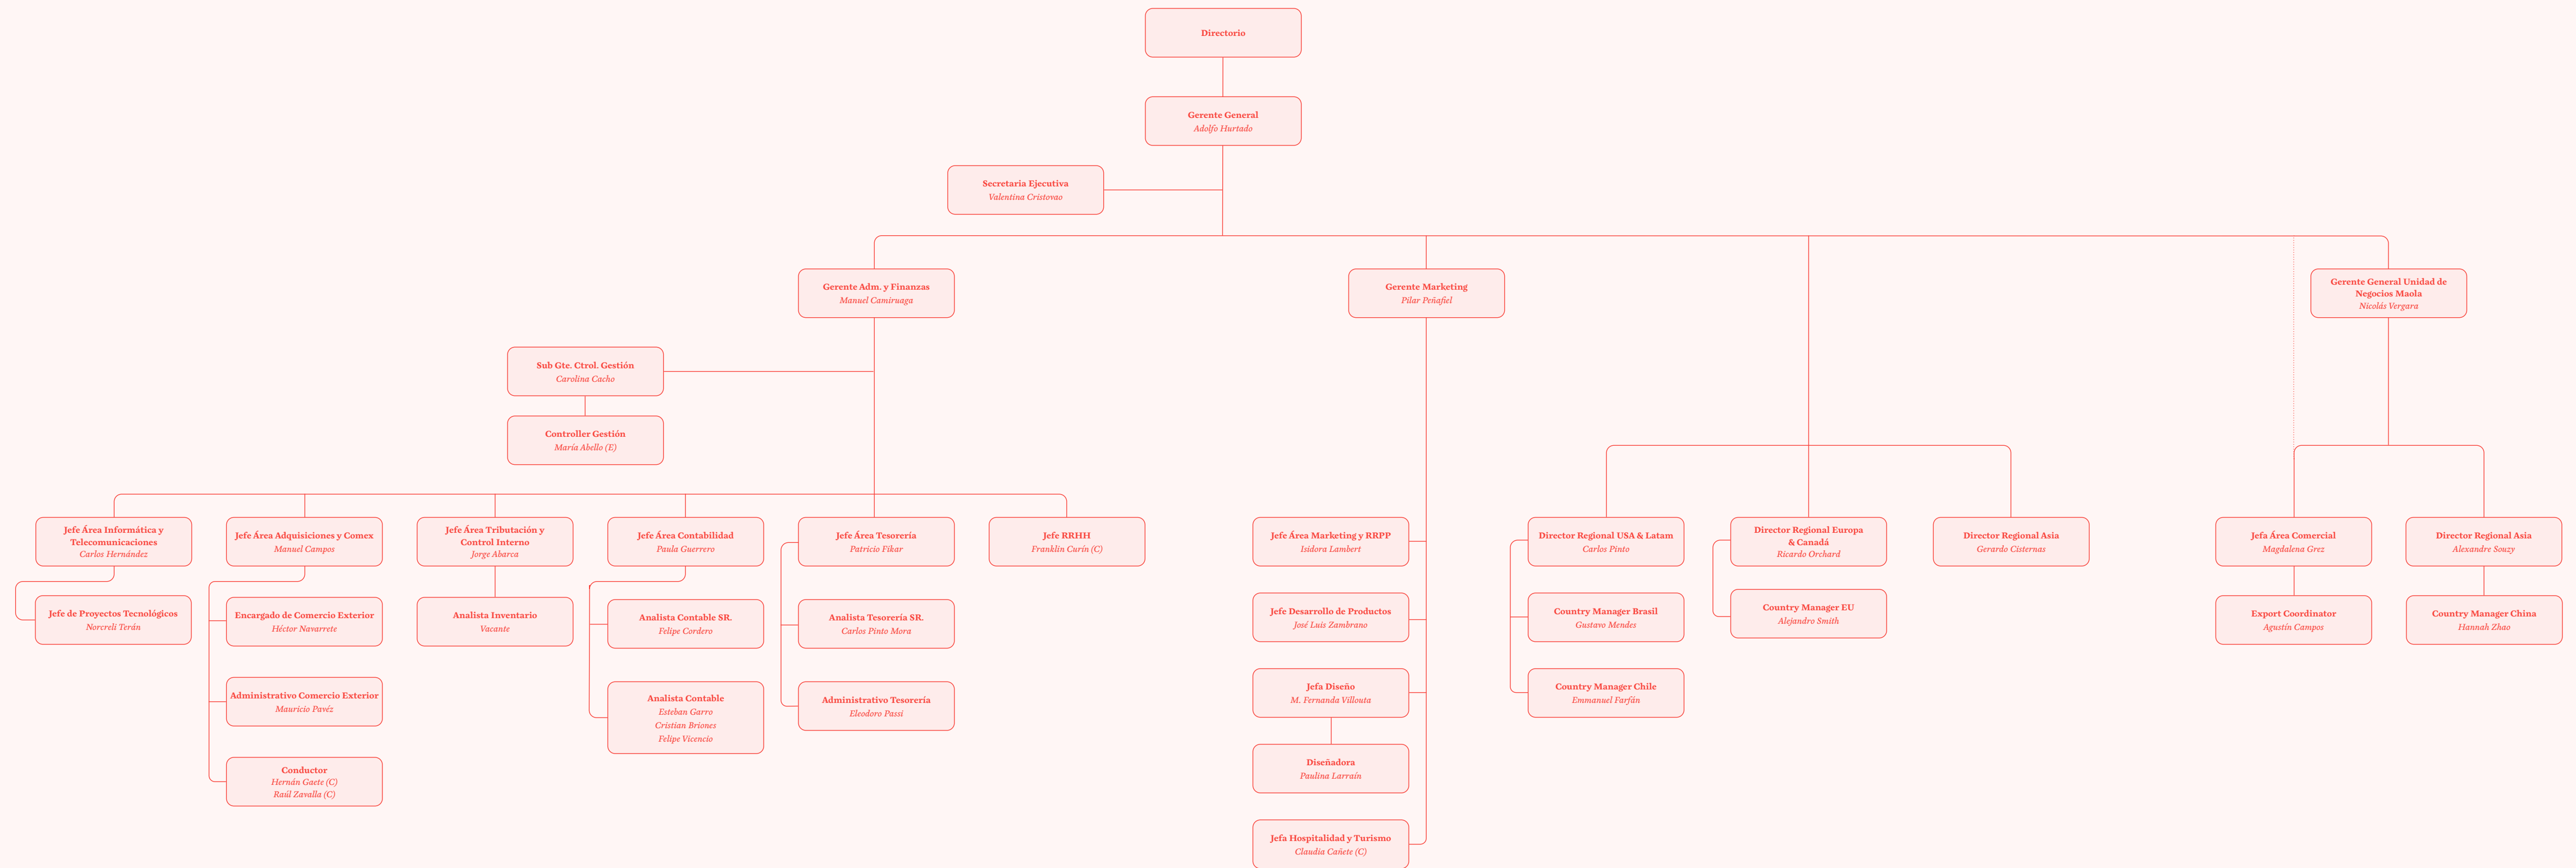 Directorio
Gerente General
Adolfo Hurtado
Secretaria Ejecutiva
Valentina Cristovao
Gerente Adm. y Finanzas
Manuel Camiruaga
Gerente Marketing
Pilar Peñafiel
Gerente General Unidad de
Negocios Maola
Nicolás Vergara
Sub Gte. Ctrol. Gestión
Carolina Cacho
Controller Gestión
María Abello (E)
Jefe Área Informática y
Telecomunicaciones
Carlos Hernández
Jefe de Proyectos Tecnológicos
Norcreli Terán
Jefe Área Adquisiciones y Comex
Manuel Campos
Encargado de Comercio Exterior
Héctor Navarrete
Administrativo Comercio Exterior
Mauricio Pavéz
Conductor
Hernán Gaete (C)
Raúl Zavalla (C)
Jefe Área Tributación y
Control Interno
Jorge Abarca
Analista Inventario
Vacante
Jefe Área Contabilidad
Paula Guerrero
Analista Contable SR.
Felipe Cordero
Analista Contable
Esteban Garro
Cristian Briones
Felipe Vicencio
Jefe Área Tesorería
Patricio Fikar
Analista Tesorería SR.
Carlos Pinto Mora
Administrativo Tesorería
Eleodoro Passi
Jefe RRHH
Franklin Curín (C)
Jefe Área Marketing y RRPP
Isidora Lambert
Jefe Desarrollo de Productos
José Luis Zambrano
Jefa Diseño
M. Fernanda Villouta
Diseñadora
Paulina Larraín
Jefa Hospitalidad y Turismo
Claudia Cañete (C)
Director Regional USA & Latam
Carlos Pinto
Country Manager Brasil
Gustavo Mendes
Country Manager Chile
Emmanuel Farfán
Director Regional Europa
& Canadá
Ricardo Orchard
Country Manager EU
Alejandro Smith
Director Regional Asia
Gerardo Cisternas
Jefa Área Comercial
Magdalena Grez
Export Coordinator
Agustín Campos
Director Regional Asia
Alexandre Souzy
Country Manager China
Hannah Zhao